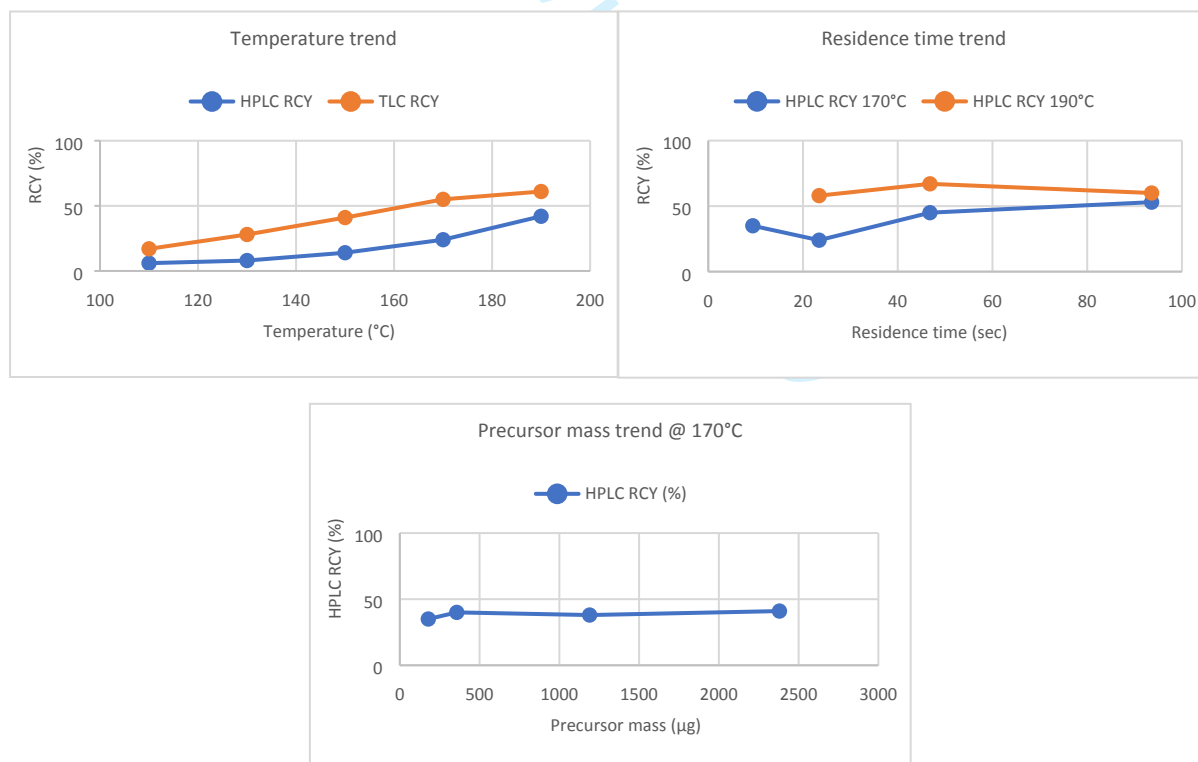 Temperature trend
HPLC RCY TLC RCY
RCY (%)
100
50
0
100 120 140 160 180 200
Temperature (°C)
Residence time trend
HPLC RCY 170°C HPLC RCY 190°C
RCY (%)
100
50
0
0 20 40 60 80 100
Residence time (sec)
Precursor mass trend @ 170°C
HPLC RCY (%)
HPLC RCY (%)
100
50
0
0 500 1000 1500 2000 2500 3000
Precursor mass (µg)